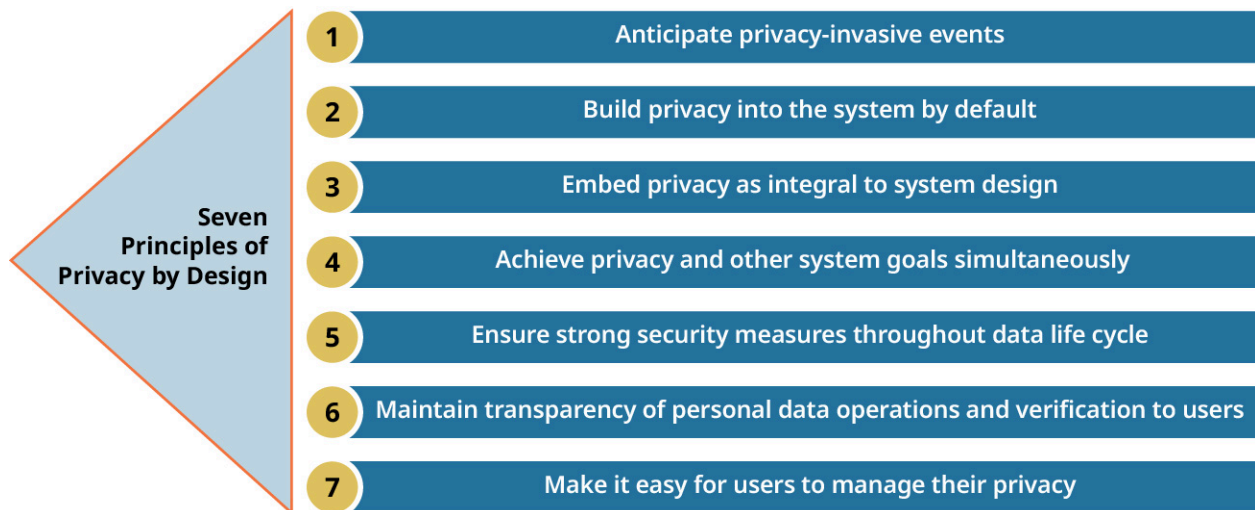 Seven
Principles of
Privacy by Design
1 Anticipate privacy-invasive events
2 Build privacy into the system by default
3 Embed privacy as integral to system design
4 Achieve privacy and other system goals simultaneously
5 Ensure strong security measures throughout data life cycle
6 Maintain transparency of personal data operations and verification to users
7 Make it easy for users to manage their privacy